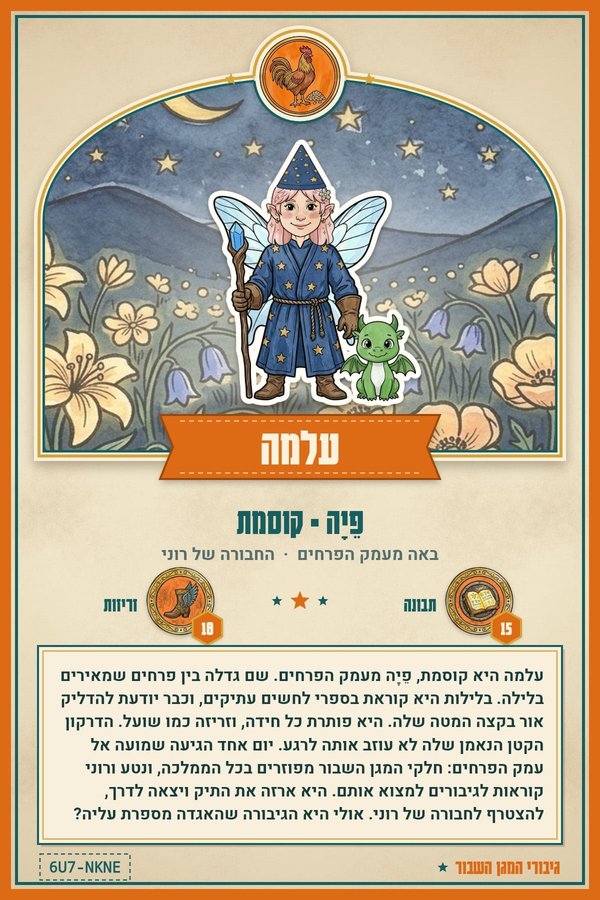 עלמה
פֵיָה • קוסמת
באה מעמק הפרחים · החבורה של רוני
תבונה
15
זריזות
18
עלמה היא קוסמת, פֵיָה מעמק הפרחים. שם גדלה בין פרחים שמאירים
בלילה. בלילות היא קוראת בספרי לחשים עתיקים, וכבר יודעת להדליק
אור בקצה המטה שלה. היא פותרת כל חידה, וזריזה כמו שועל. הדרקון
הקטן הנאמן שלה לא עוזב אותה לרגע. יום אחד הגיעה שמועה אל
עמק הפרחים: חלקי המגן השבור מפוזרים בכל הממלכה, ונטע ורוני
קוראות לגיבורים למצוא אותם. היא ארזה את התיק ויצאה לדרך,
להצטרף לחבורה של רוני. אולי היא הגיבורה שהאגדה מספרת עליה?
גיבורי המגן השבור
6U7-NKNE